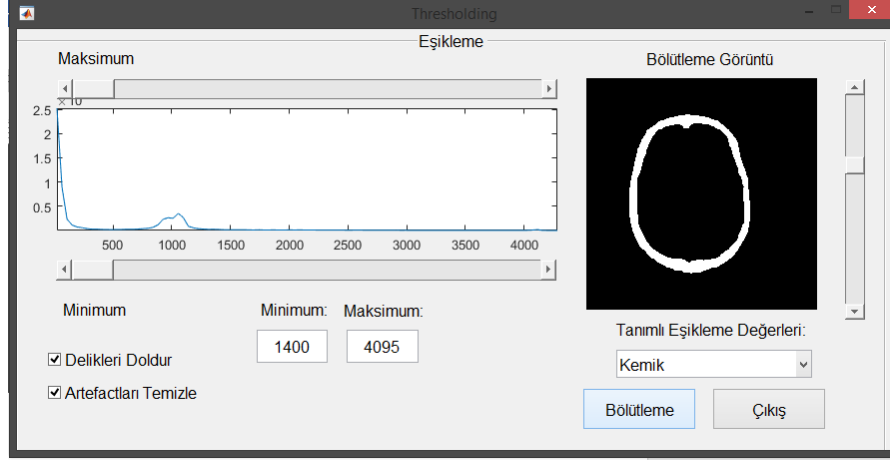 Thresholding
Eşikleme
Maksimum
Bölütleme Görüntü
2.5
2
1.5
1
0.5
500 1000 1500 2000 2500 3000 3500 4000
Minimum
Minimum: Maksimum:
1400 4095
Delikleri Doldur
Artefactları Temizle
Tanımlı Eşikleme Değerleri:
Kemik
Bölütleme Çıkış